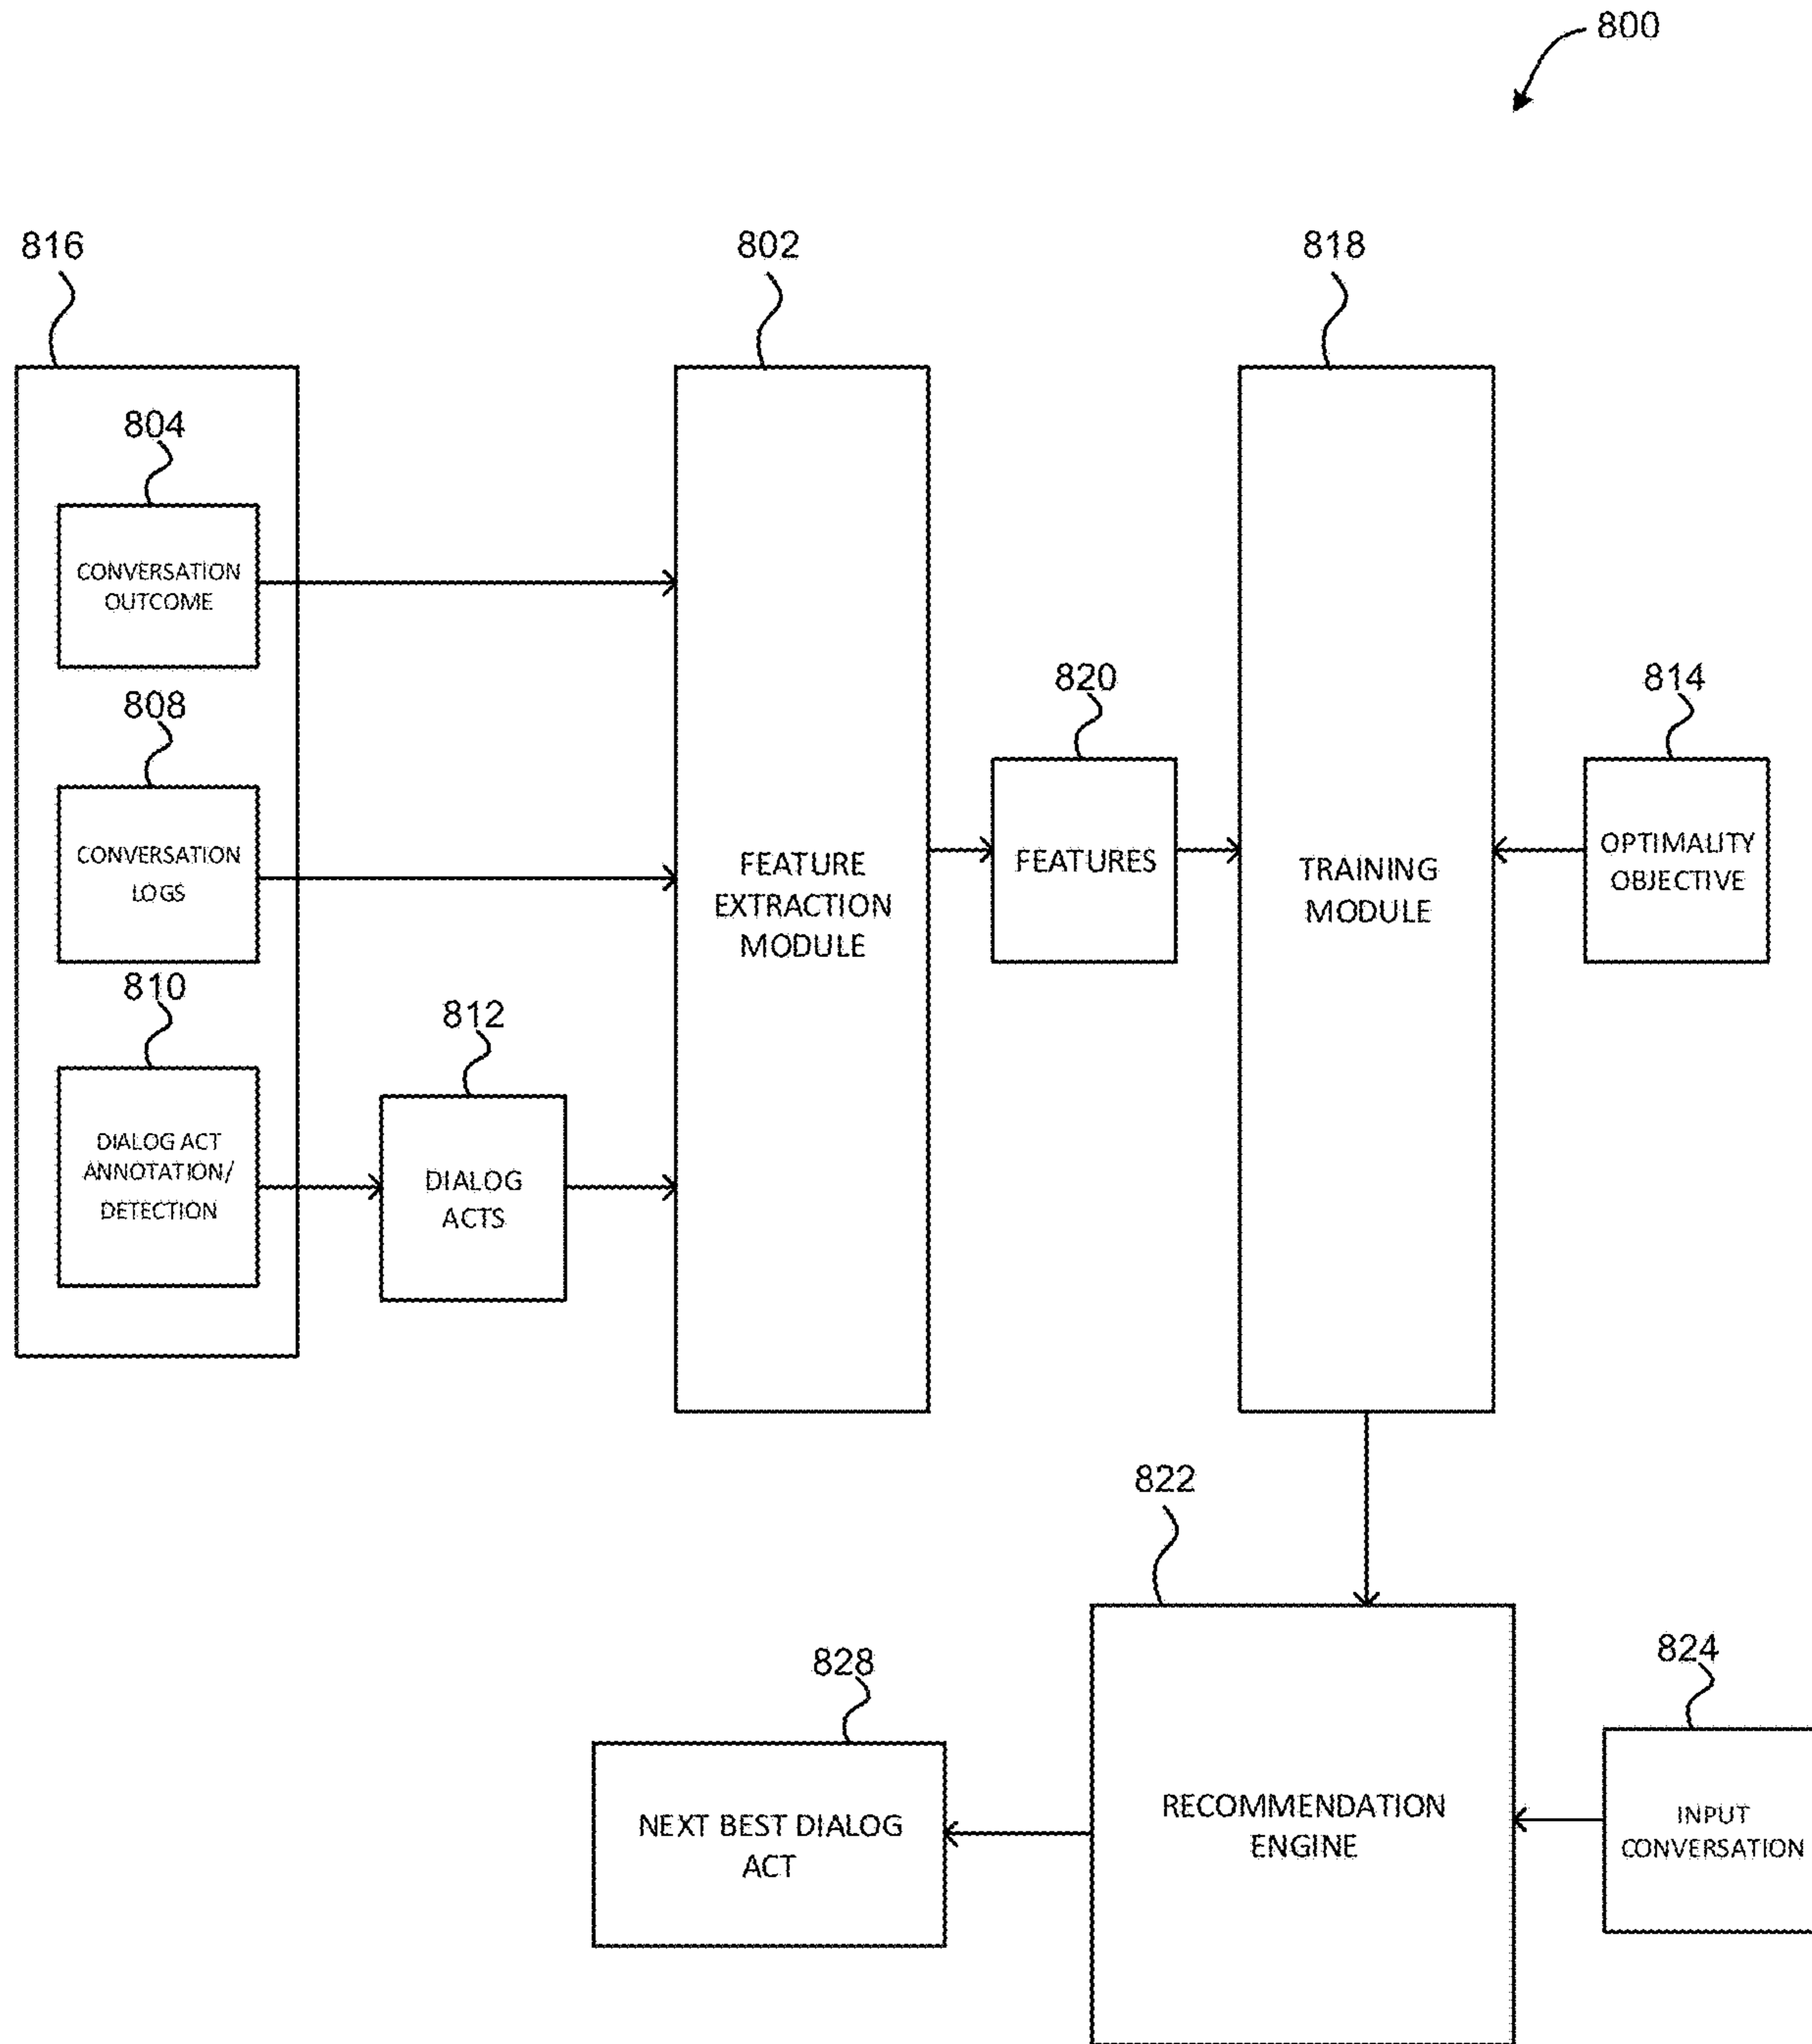 800
816
802
818
804
CONVERSATION
OUTCOME
808
CONVERSATION
LOGS
810
DIALOG ACT
ANNOTATION/
DETECTION
812
DIALOG
ACTS
FEATURE
EXTRACTION
MODULE
820
FEATURES
TRAINING
MODULE
814
OPTIMALITY
OBJECTIVE
822
828
824
NEXT BEST DIALOG
ACT
RECOMMENDATION
ENGINE
INPUT
CONVERSATION